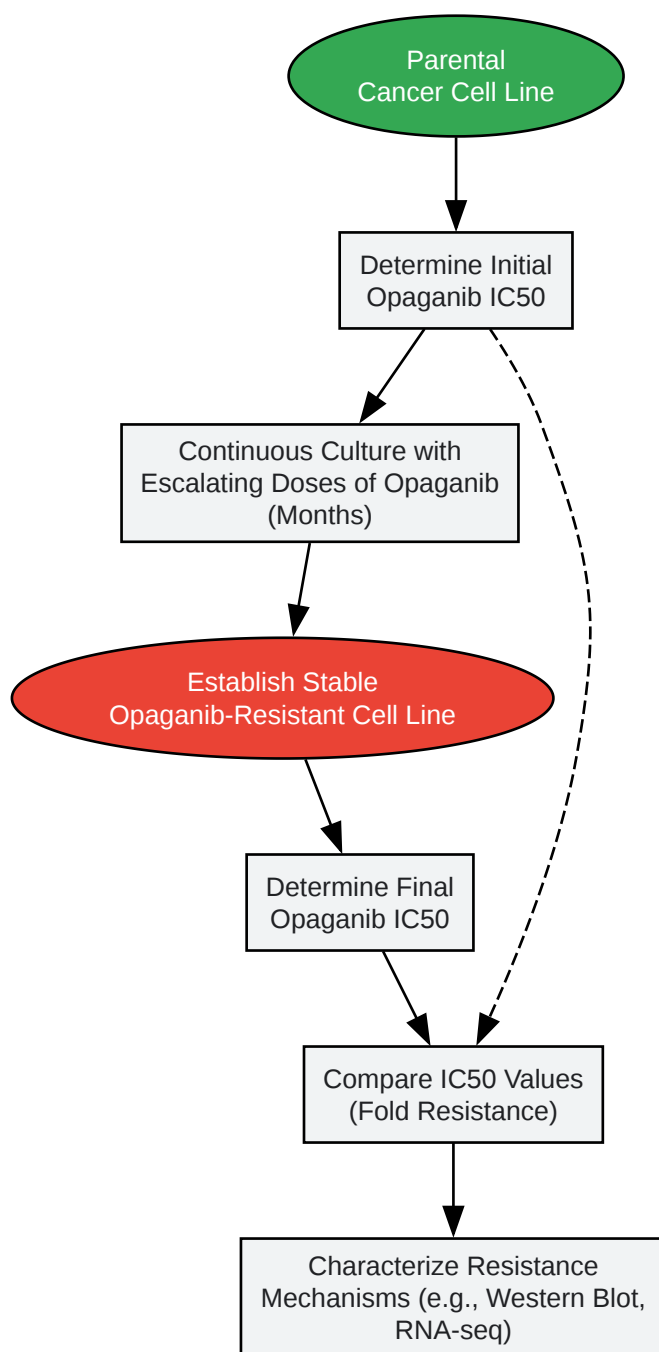 Parental
Cancer Cell Line
Determine Initial
Opaganib IC50
Continuous Culture with
Escalating Doses of Opaganib
(Months)
Establish Stable
Opaganib-Resistant Cell Line
Determine Final
Opaganib IC50
Compare IC50 Values
(Fold Resistance)
Characterize Resistance
Mechanisms (e.g., Western Blot,
RNA-seq)